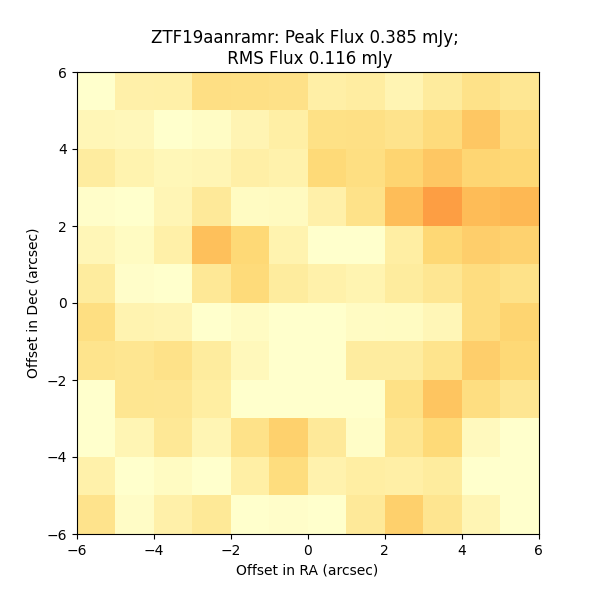 ZTF19aanramr: Peak Flux 0.385 mJy;
RMS Flux 0.116 mJy
6
4
2
0
−2
−4
−6
Offset in Dec (arcsec)
−6 −4 −2 0 2 4 6
Offset in RA (arcsec)